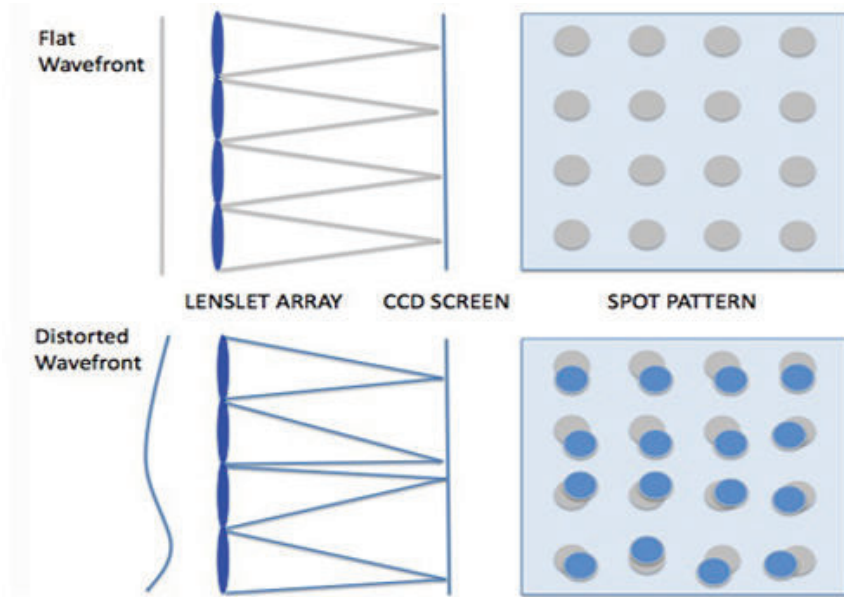 Flat
Wavefront
LENSLET ARRAY
CCD SCREEN
SPOT PATTERN
Distorted
Wavefront